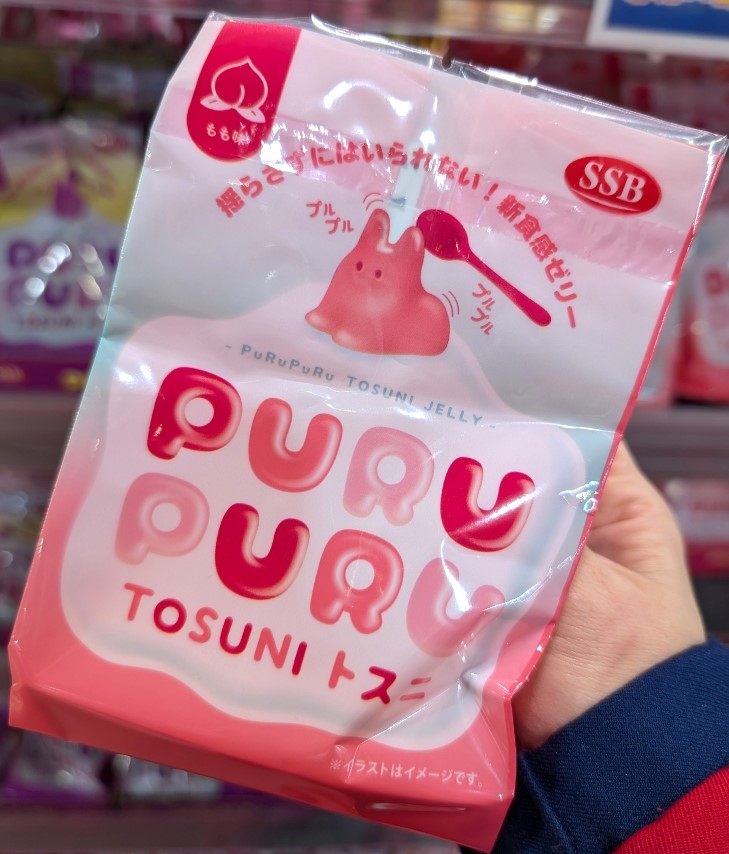 もも味
SSB
揺らさずにはいられない！新食感ゼリー
プル
プル
プル
プル
- PURUPURU TOSUNI JELLY -
PURU
PURU
TOSUNI トスニ
※イラストはイメージです。